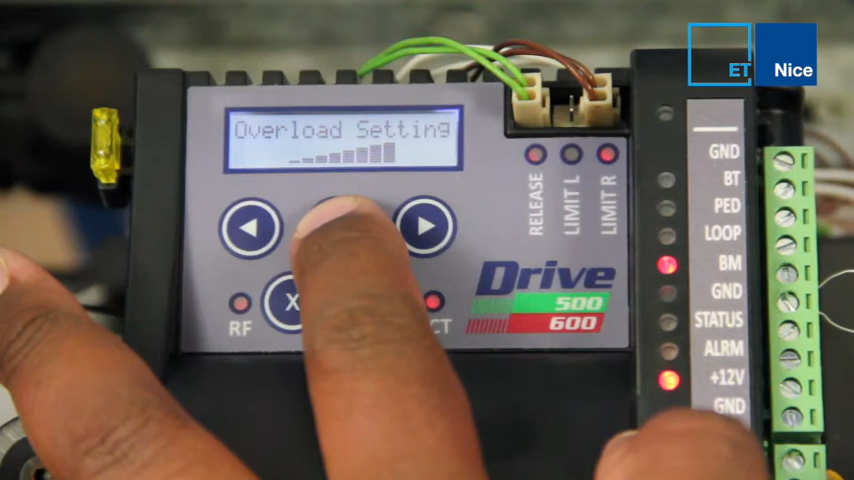 ET
Nice
Overload Setting
RELEASE
LIMIT L
LIMIT R
X
RF
CT
Drive
500
600
GND
BT
PED
LOOP
BM
GND
STATUS
ALRM
+12V
GND